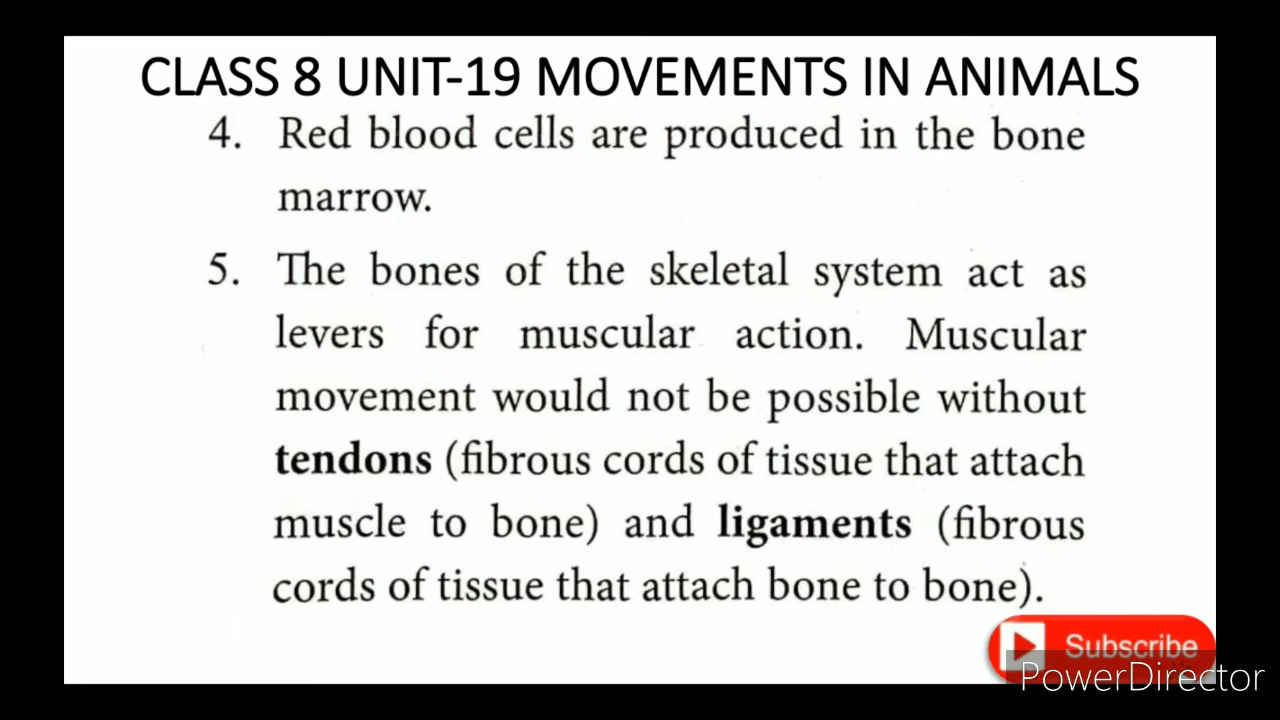 CLASS 8 UNIT-19 MOVEMENTS IN ANIMALS
4. Red blood cells are produced in the bone
marrow.
5. The bones of the skeletal system act as
levers for muscular action. Muscular
movement would not be possible without
tendons (fibrous cords of tissue that attach
muscle to bone) and ligaments (fibrous
cords of tissue that attach bone to bone).
Subscribe
PowerDirector